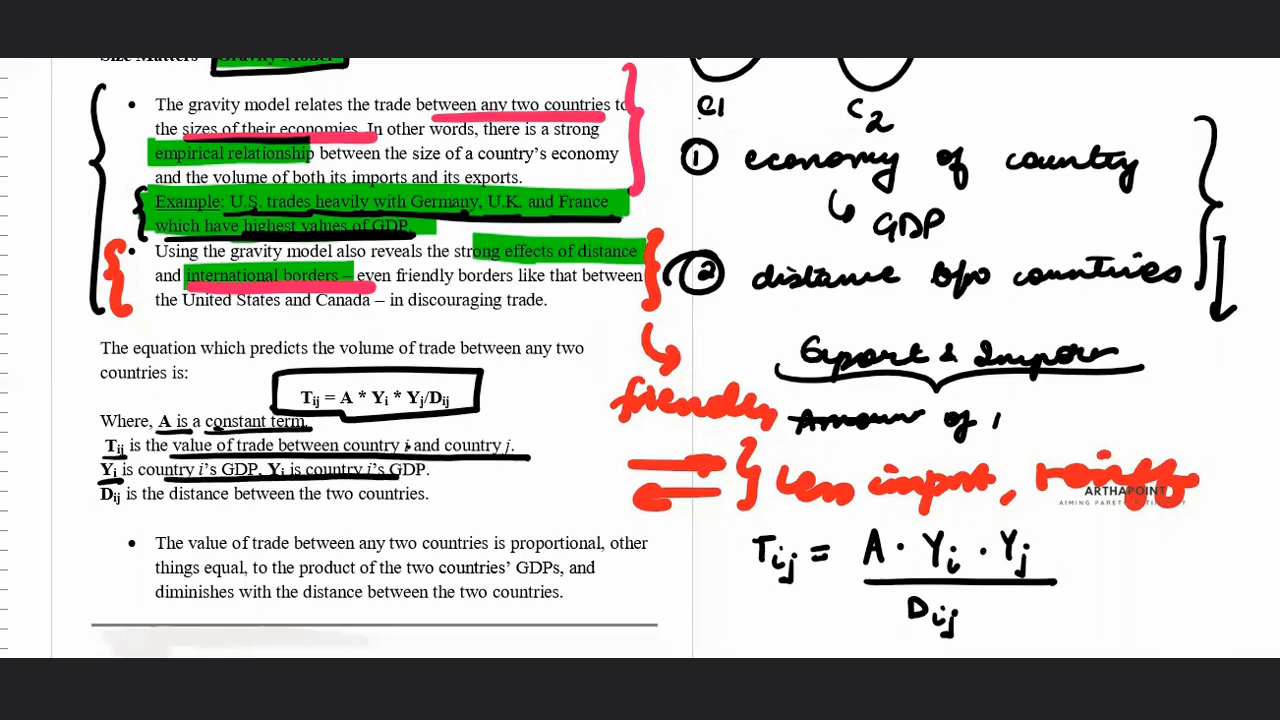 Size Matters – Gravity Model
The gravity model relates the trade between any two countries to
the sizes of their economies. In other words, there is a strong
empirical relationship between the size of a country's economy
and the volume of both its imports and its exports.
Example: U.S. trades heavily with Germany, U.K. and France
which have highest values of GDP.
Using the gravity model also reveals the strong effects of distance
and international borders – even friendly borders like that between
the United States and Canada – in discouraging trade.
The equation which predicts the volume of trade between any two
countries is:
Tij = A * Yi * Yj/Dij
Where, A is a constant term.
Tij is the value of trade between country i and country j.
Yi is country i's GDP, Yj is country j's GDP.
Dij is the distance between the two countries.
The value of trade between any two countries is proportional, other
things equal, to the product of the two countries' GDPs, and
diminishes with the distance between the two countries.
C1 C2
① economy of country
GDP
② distance b/w countries
Export & Import
friendly Amount of
Less import,
ARTHAPOINT
Tij = A · Yi · Yj
Dij